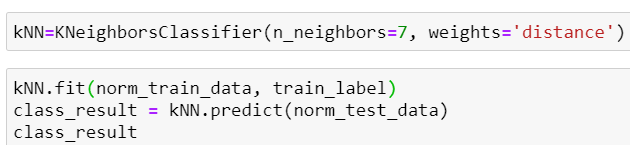 kNN=KNeighborsClassifier(n_neighbors=7, weights='distance')
kNN.fit(norm_train_data, train_label)
class_result = kNN.predict(norm_test_data)
class_result